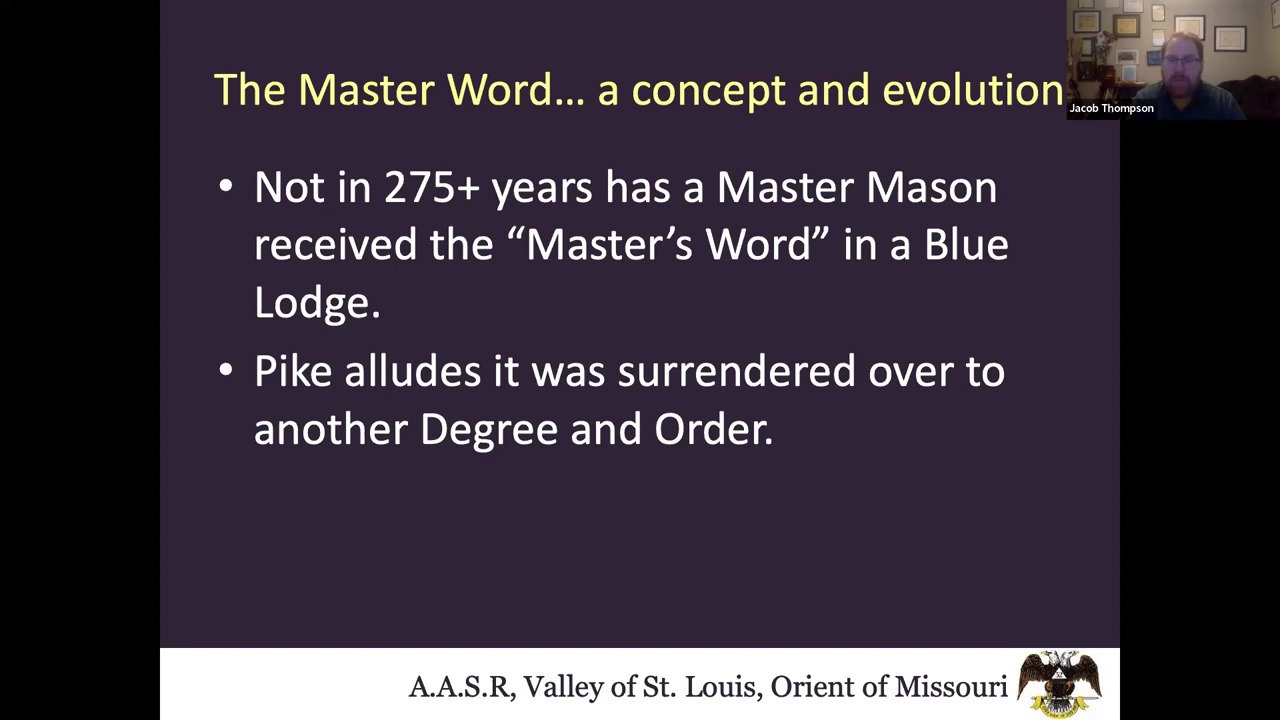 The Master Word... a concept and evolution
Jacob Thompson
• Not in 275+ years has a Master Mason
received the “Master’s Word” in a Blue
Lodge.
• Pike alludes it was surrendered over to
another Degree and Order.
A.A.S.R, Valley of St. Louis, Orient of Missouri